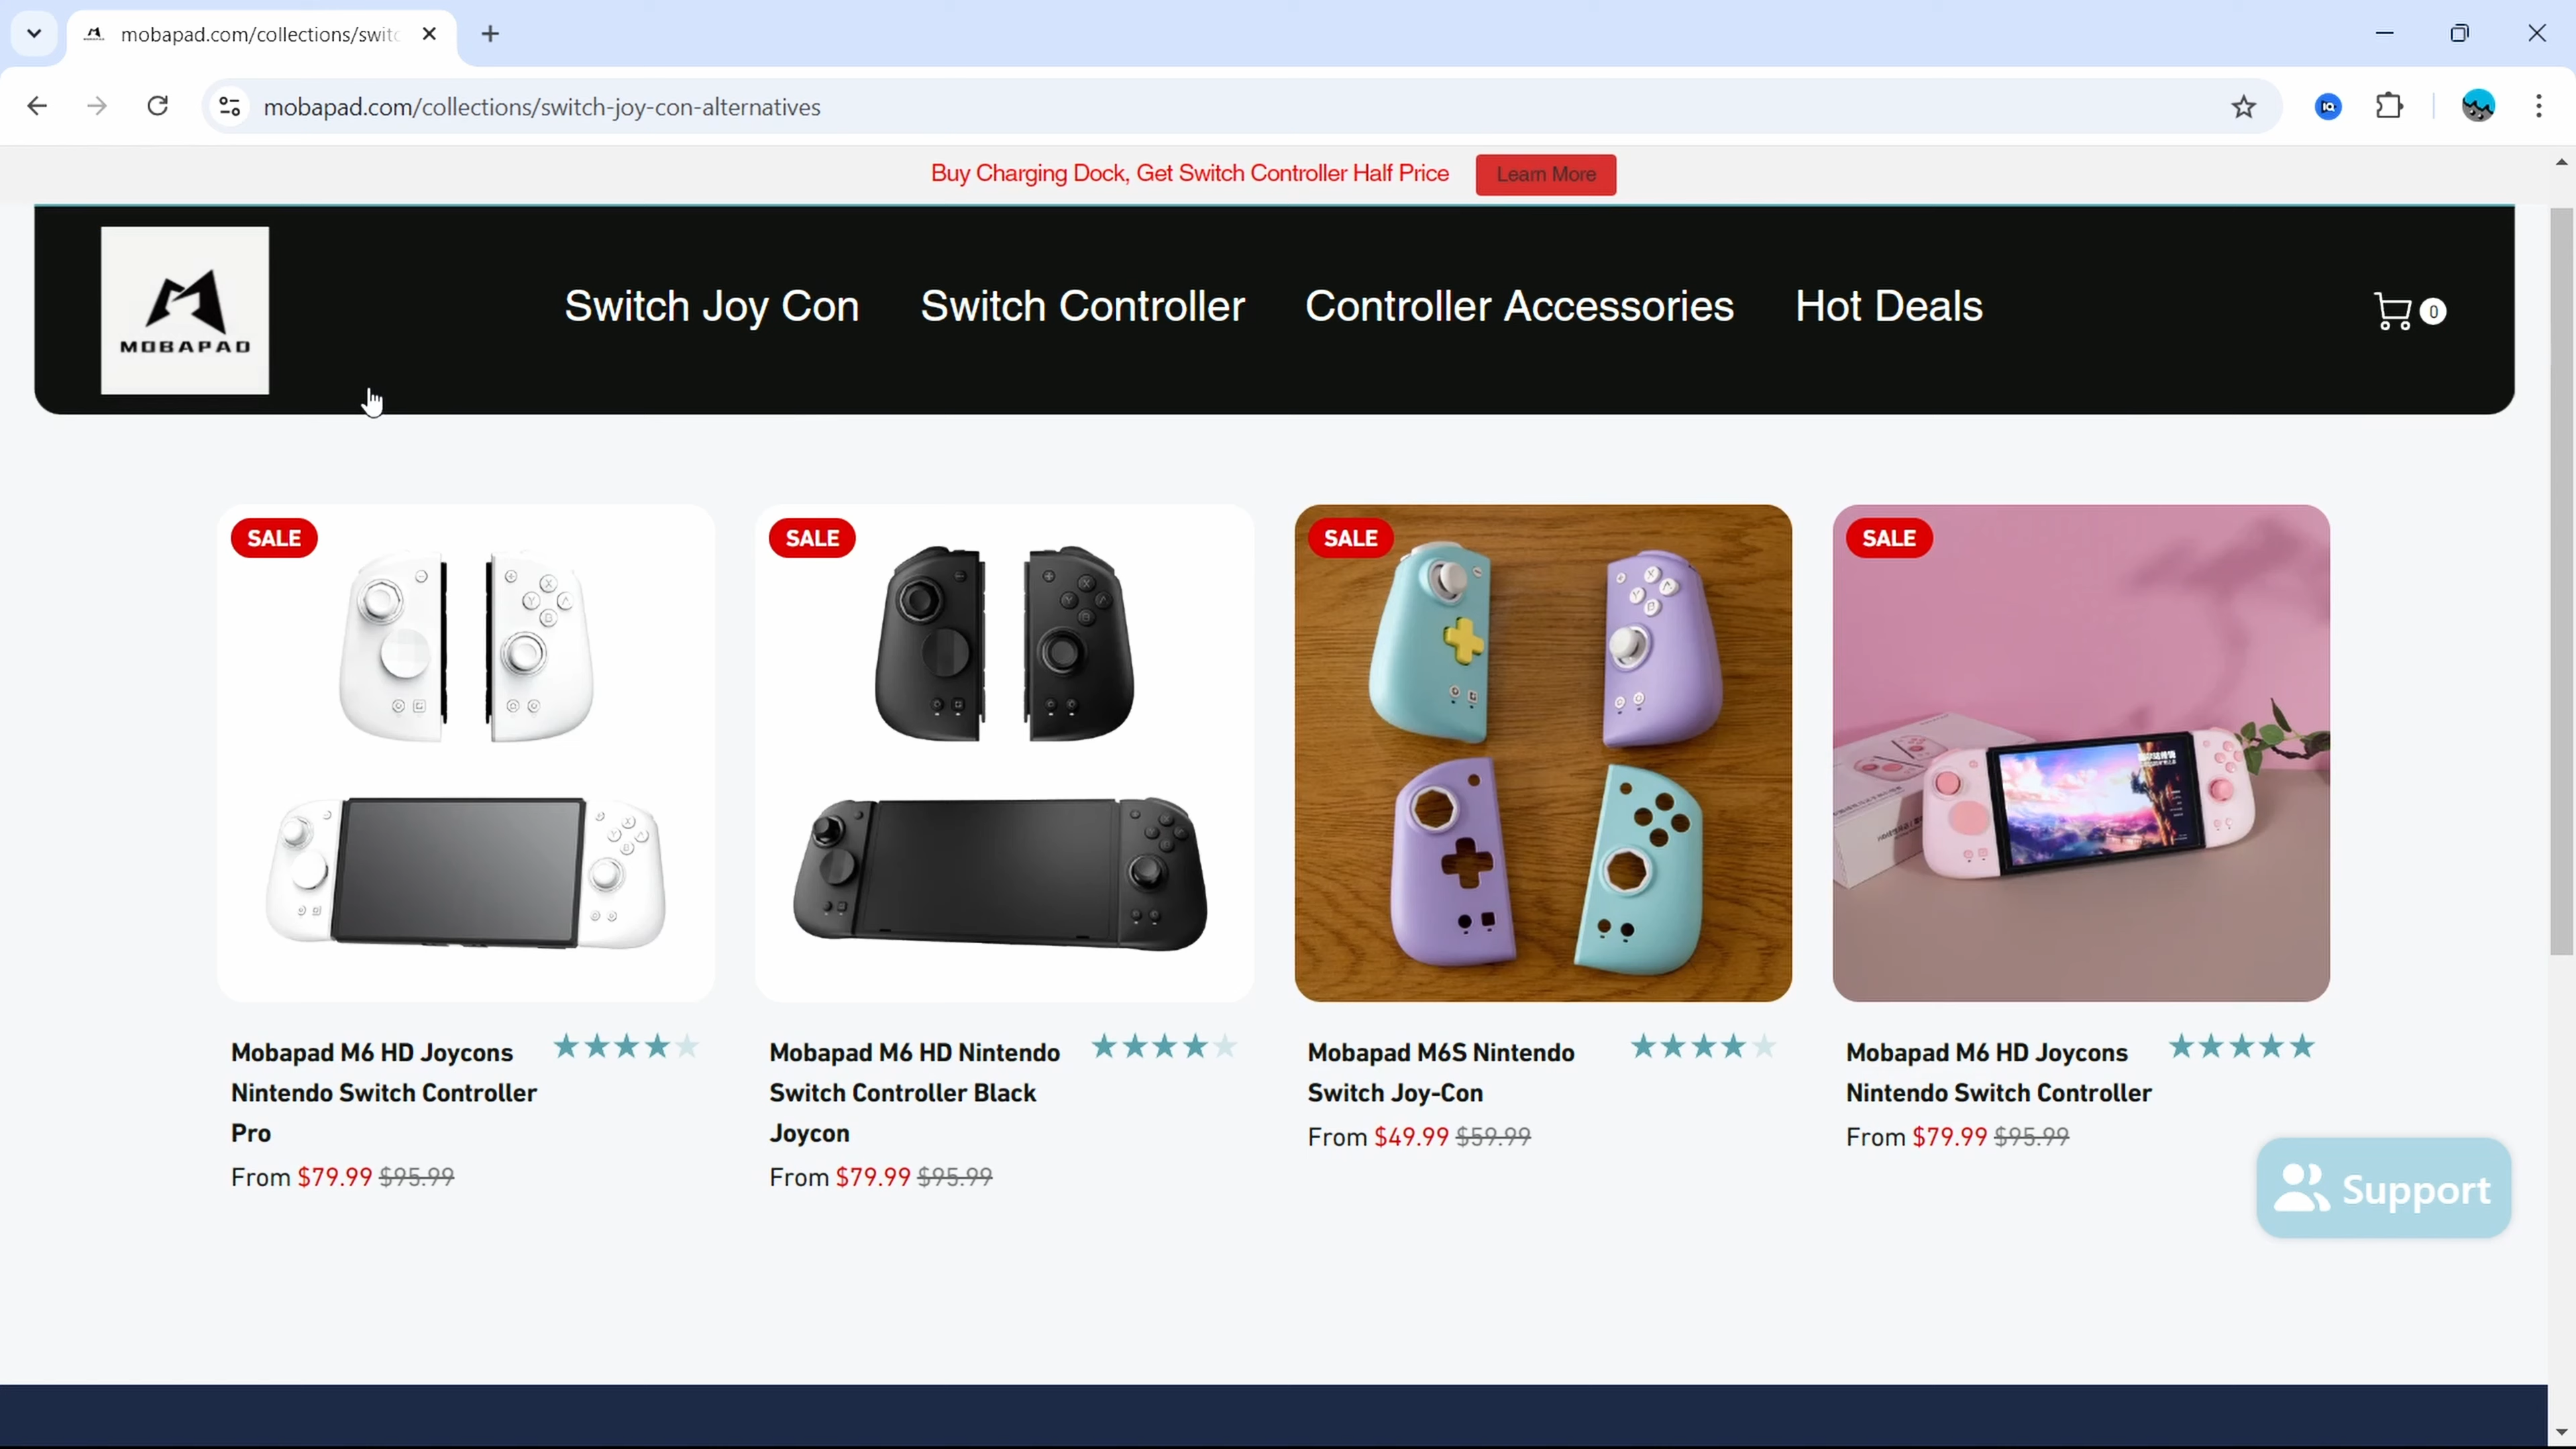 mobapad.com/collections/switc
mobapad.com/collections/switch-joy-con-alternatives
Buy Charging Dock, Get Switch Controller Half Price
Learn More
MOBAPAD
Switch Joy Con
Switch Controller
Controller Accessories
Hot Deals
0
SALE
SALE
SALE
SALE
Mobapad M6 HD Joycons
Nintendo Switch Controller
Pro
From $79.99 $95.99
Mobapad M6 HD Nintendo
Switch Controller Black
Joycon
From $79.99 $95.99
Mobapad M6S Nintendo
Switch Joy-Con
From $49.99 $59.99
Mobapad M6 HD Joycons
Nintendo Switch Controller
From $79.99 $95.99
Support